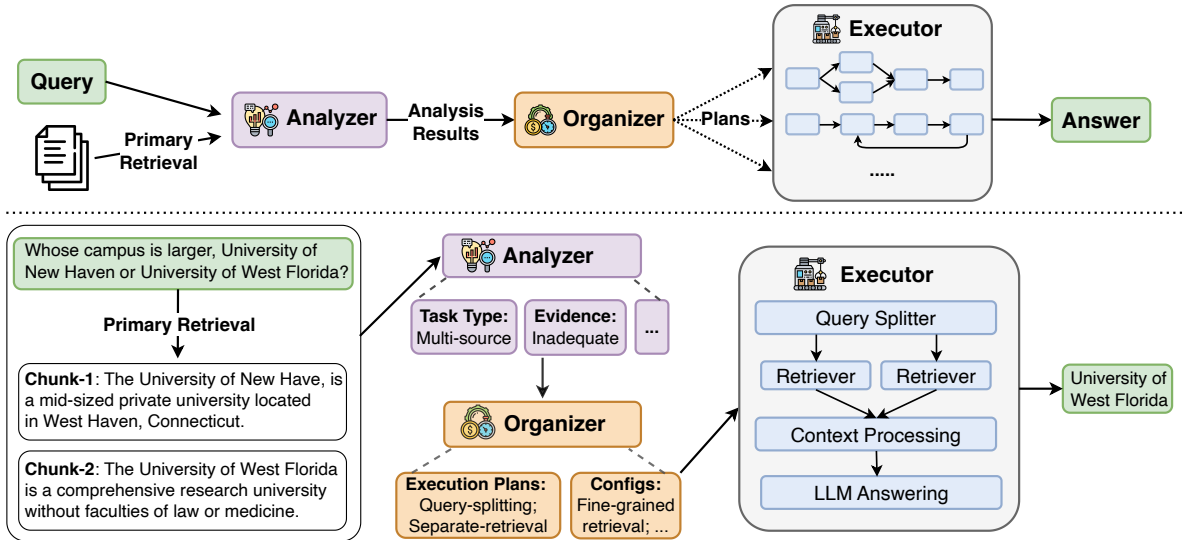 Query
Primary
Retrieval
Analyzer
Analysis
Results
Organizer
Plans
Executor
.....
Answer
Whose campus is larger, University of
New Haven or University of West Florida?
Primary Retrieval
Chunk-1: The University of New Have, is
a mid-sized private university located
in West Haven, Connecticut.
Chunk-2: The University of West Florida
is a comprehensive research university
without faculties of law or medicine.
Analyzer
Task Type:
Multi-source
Evidence:
Inadequate
...
Organizer
Execution Plans:
Query-splitting;
Separate-retrieval
Configs:
Fine-grained
retrieval; ...
Executor
Query Splitter
Retriever
Retriever
Context Processing
LLM Answering
University of
West Florida